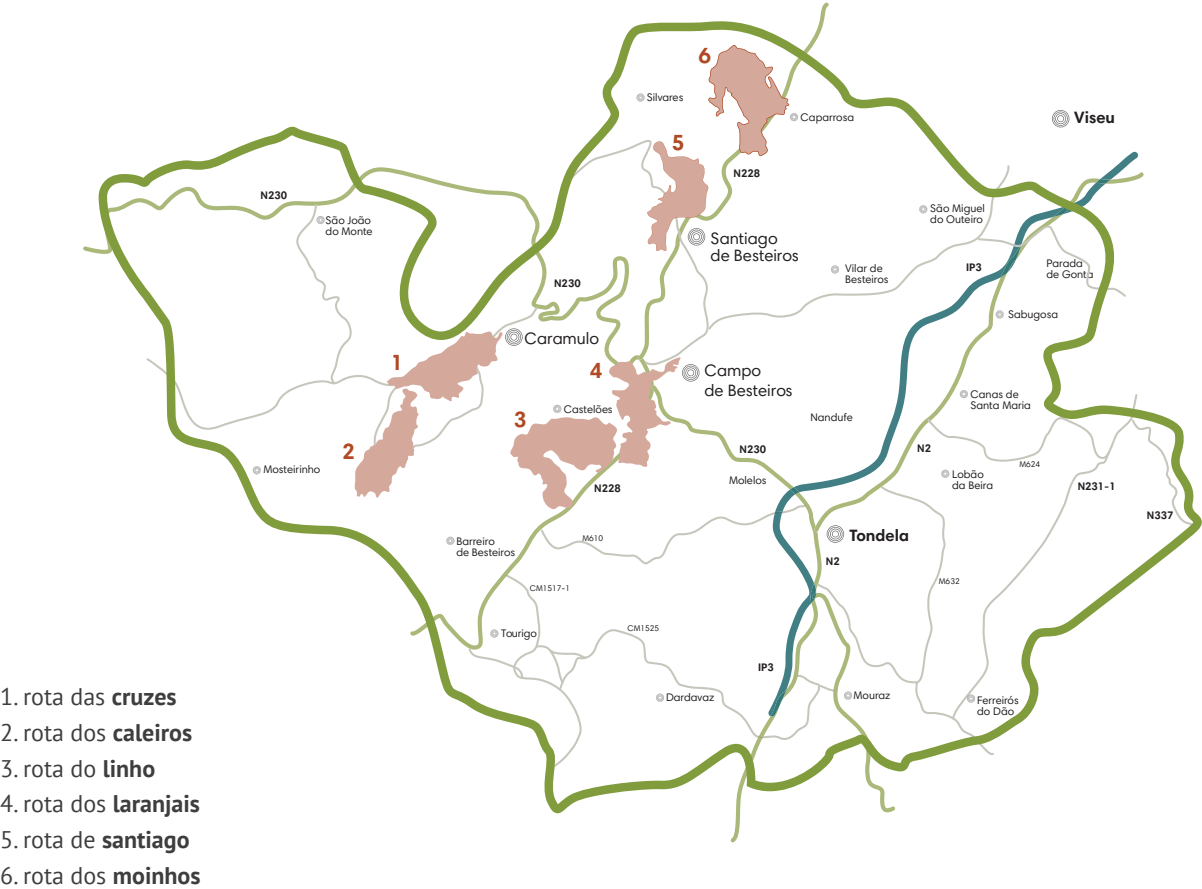 6
Silvares
Caparrosa
Viseu
5
N228
N230
São João
do Monte
São Miguel
do Outeiro
Santiago
de Besteiros
IP3
Parada
de Gonta
Vilar de
Besteiros
N230
Sabugosa
Caramulo
1
4
Campo
de Besteiros
Castelões
3
Canas de
Santa Maria
Nandufe
2
N230
N2
M624
Mosteirinho
Molelos
Lobão
da Beira
N231-1
N228
N337
Barreiro
de Besteiros
M610
Tondela
N2
M632
CM1517-1
Tourigo
CM1525
IP3
Dardavaz
Mouraz
Ferreirós
do Dão
1. rota das cruzes
2. rota dos caleiros
3. rota do linho
4. rota dos laranjais
5. rota de santiago
6. rota dos moinhos